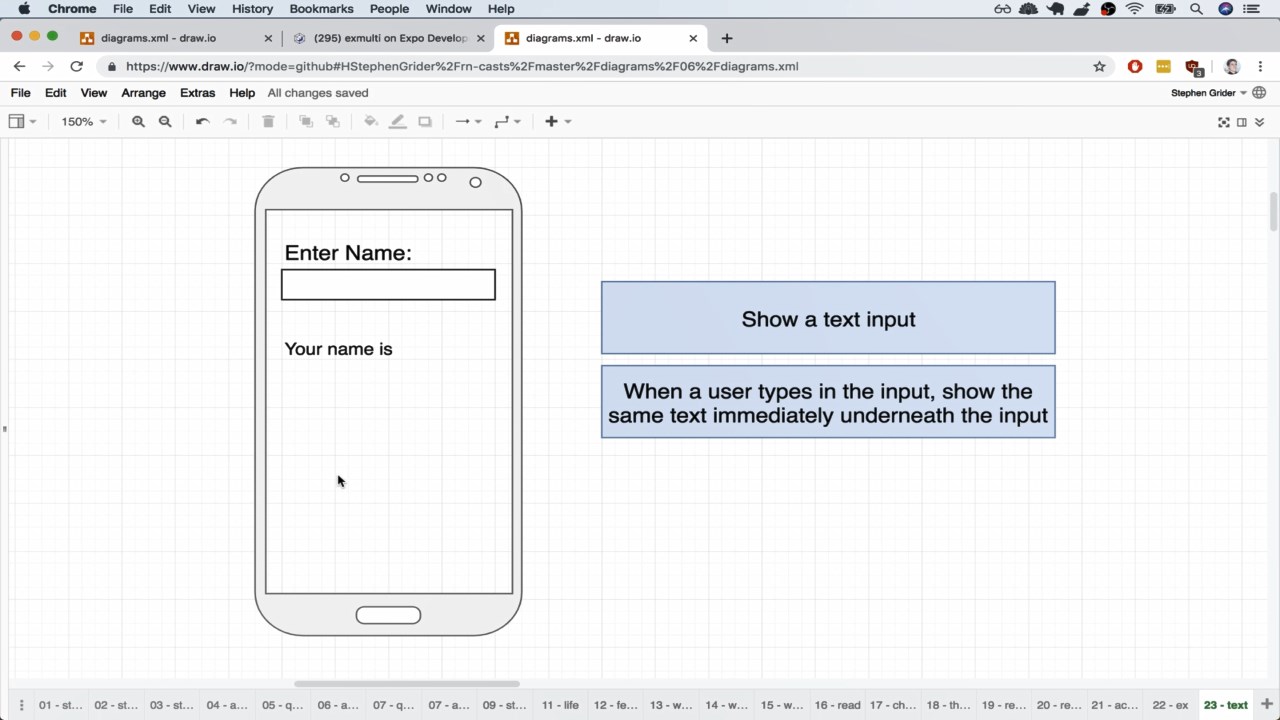 Chrome File Edit View History Bookmarks People Window Help
diagrams.xml - draw.io
(295) exmulti on Expo Develop
diagrams.xml - draw.io
https://www.draw.io/?mode=github#HStephenGrider%2Frn-casts%2Fmaster%2Fdiagrams%2F06%2Fdiagrams.xml
3
File Edit View Arrange Extras Help All changes saved
Stephen Grider
150%
Enter Name:
Your name is
Show a text input
When a user types in the input, show the
same text immediately underneath the input
01 - st... 02 - st... 03 - st... 04 - a... 05 - q... 06 - a... 07 - q... 07 - a... 09 - st... 11 - life 12 - fe... 13 - w... 14 - w... 15 - w... 16 - read 17 - ch... 18 - th... 19 - re... 20 - re... 21 - ac... 22 - ex 23 - text